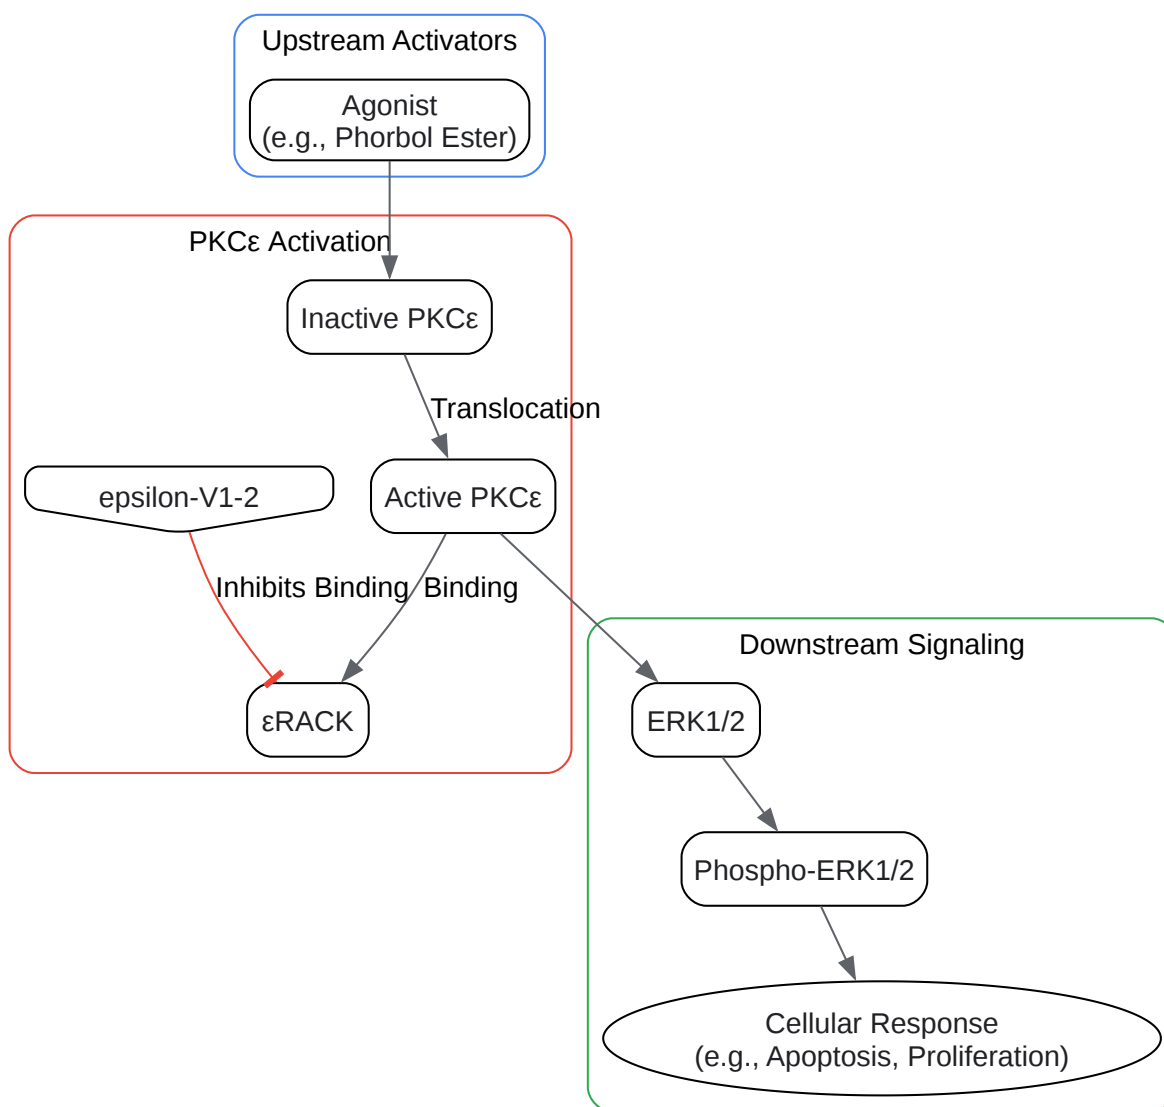 Upstream Activators
Agonist
(e.g., Phorbol Ester)
PKCε Activation
Inactive PKCε
Translocation
epsilon-V1-2
Active PKCε
Inhibits Binding
Binding
Downstream Signaling
εRACK
ERK1/2
Phospho-ERK1/2
Cellular Response
(e.g., Apoptosis, Proliferation)